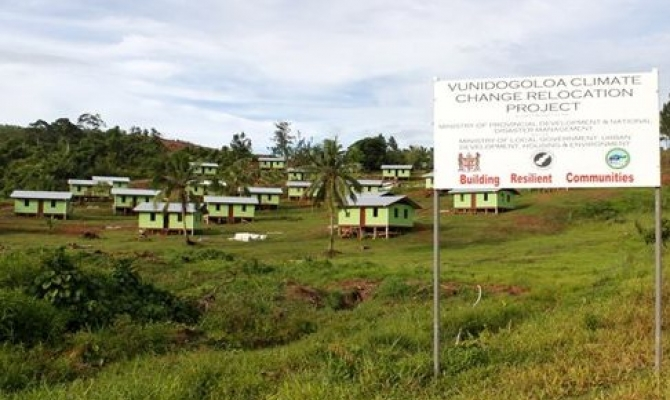 VUNIDOGOLOA CLIMATE
CHANGE RELOCATION
PROJECT
MINISTRY OF PROVINCIAL DEVELOPMENT & NATIONAL
DISASTER MANAGEMENT
MINISTRY OF LOCAL GOVERNMENT, URBAN
DEVELOPMENT, HOUSING & ENVIRONMENT
Building Resilient Communities